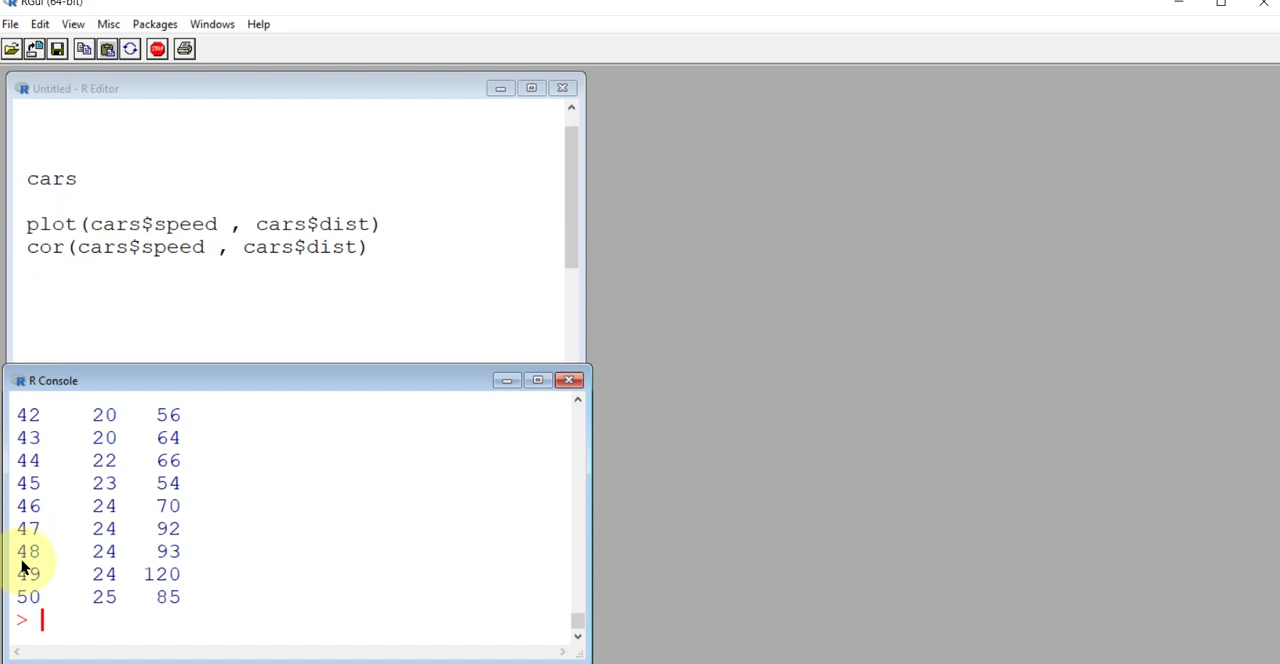 RGui (64-bit)
File Edit View Misc Packages Windows Help
STOP
R Untitled - R Editor
cars
plot(cars$speed , cars$dist)
cor(cars$speed , cars$dist)
R R Console
42 20 56
43 20 64
44 22 66
45 23 54
46 24 70
47 24 92
48 24 93
49 24 120
50 25 85
>